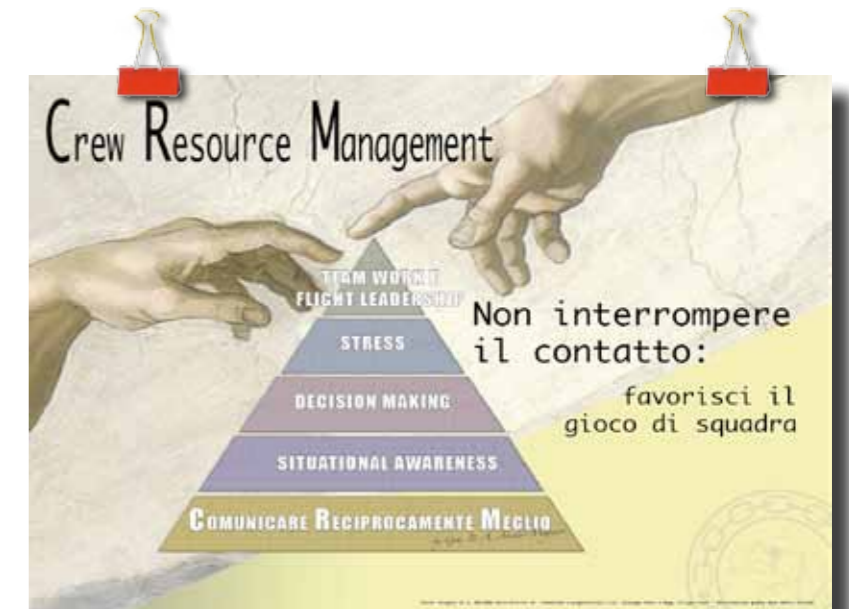 Crew Resource Management
TEAM WORK E
FLIGHT LEADERSHIP
STRESS
DECISION MAKING
SITUATIONAL AWARENESS
COMUNICARE RECIPROCAMENTE MEGLIO
Non interrompere
il contatto:
favorisci il
gioco di squadra